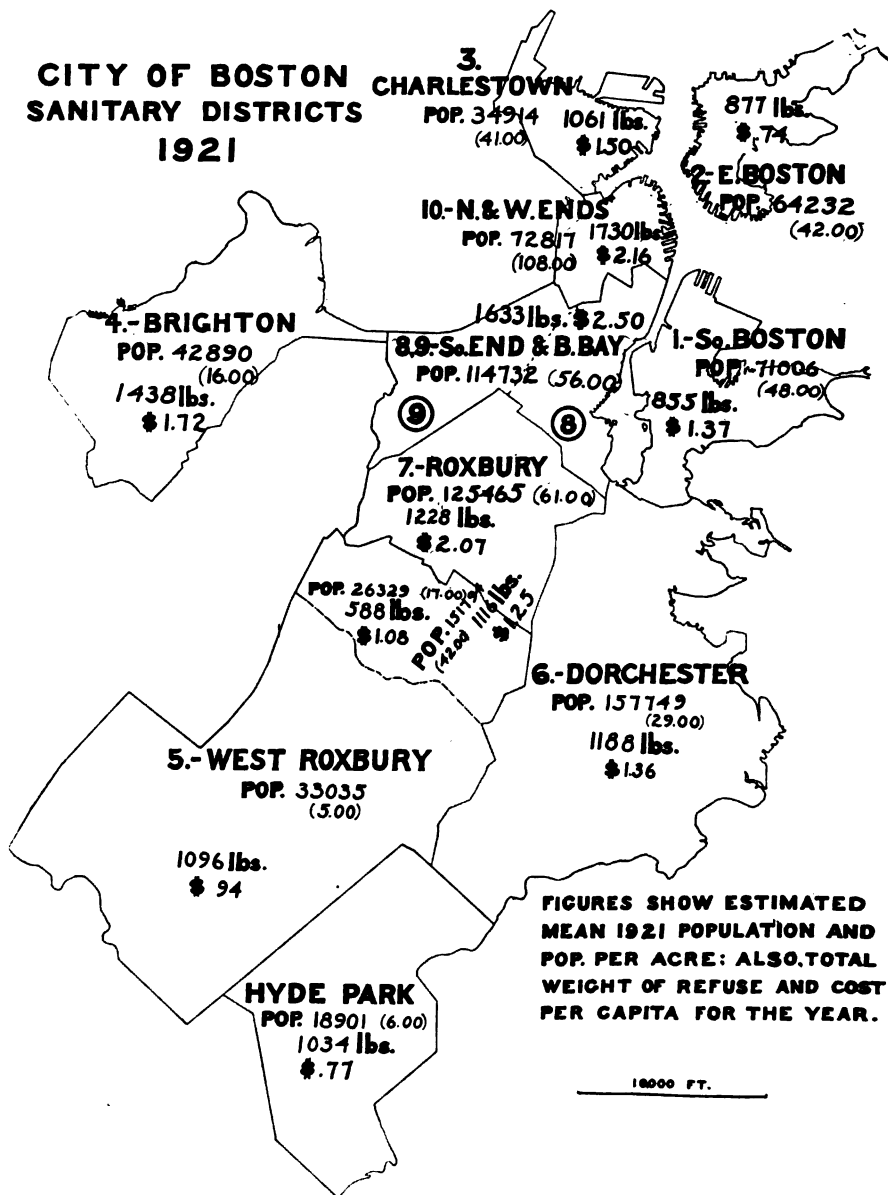 CITY OF BOSTON
SANITARY DISTRICTS
1921
3.
CHARLESTOWN
POP. 34914
(41.00)
1061 lbs.
$1.50
877 lbs.
$.74
2-E. BOSTON
POP. 64232
(42.00)
10.-N. & W. ENDS
POP. 72817
(108.00)
1730 lbs.
$2.16
4.-BRIGHTON
POP. 42890
(16.00)
1438 lbs.
$1.72
1633 lbs. $2.50
8,9.-So. END & B. BAY
POP. 114732 (56.00)
9
8
1.-So. BOSTON
POP. 71006
(48.00)
855 lbs.
$1.37
7.-ROXBURY
POP. 125465 (61.00)
1228 lbs.
$2.07
POP. 26329 (17.00)
588 lbs.
$1.08
POP. 151794
(42.00)
1116 lbs.
$1.25
6.-DORCHESTER
POP. 157749
(29.00)
1188 lbs.
$1.36
5.-WEST ROXBURY
POP. 33035
(5.00)
1096 lbs.
$ 94
HYDE PARK
POP. 18901 (6.00)
1034 lbs.
$.77
FIGURES SHOW ESTIMATED
MEAN 1921 POPULATION AND
POP. PER ACRE: ALSO, TOTAL
WEIGHT OF REFUSE AND COST
PER CAPITA FOR THE YEAR.
10000 FT.